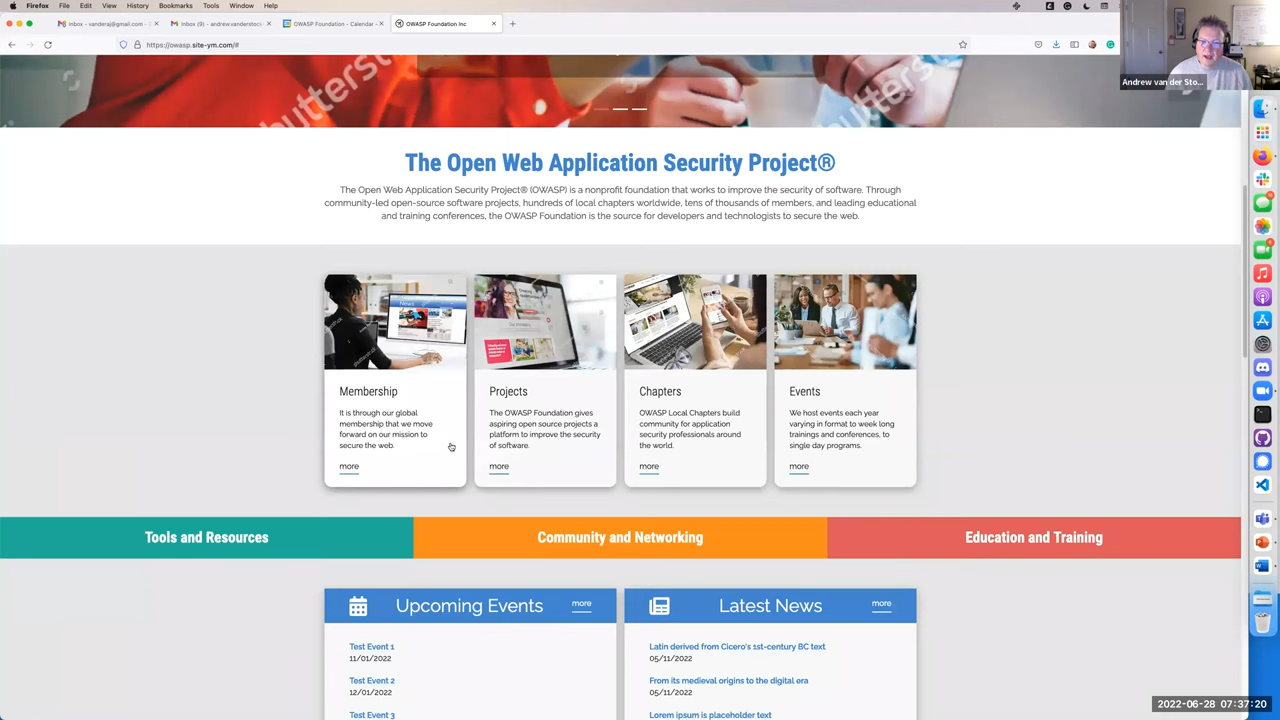 Firefox File Edit View History Bookmarks Tools Window Help
Inbox - vanderaj@gmail.com -
Inbox (9) - andrew.vanderstock
OWASP Foundation - Calendar -
OWASP Foundation Inc
https://owasp.site-ym.com/#
Andrew van der Sto...
shutterst
utters
The Open Web Application Security Project®
The Open Web Application Security Project® (OWASP) is a nonprofit foundation that works to improve the security of software. Through
community-led open-source software projects, hundreds of local chapters worldwide, tens of thousands of members, and leading educational
and training conferences, the OWASP Foundation is the source for developers and technologists to secure the web.
News
Membership
It is through our global
membership that we move
forward on our mission to
secure the web.
more
Projects
The OWASP Foundation gives
aspiring open source projects a
platform to improve the security
of software.
more
Chapters
OWASP Local Chapters build
community for application
security professionals around
the world.
more
Events
We host events each year
varying in format to week long
trainings and conferences, to
single day programs.
more
Tools and Resources
Community and Networking
Education and Training
Upcoming Events
more
Test Event 1
11/01/2022
Test Event 2
12/01/2022
Test Event 3
Latest News
more
Latin derived from Cicero's 1st-century BC text
05/11/2022
From its medieval origins to the digital era
05/11/2022
Lorem ipsum is placeholder text
2022-06-28 07:37:20